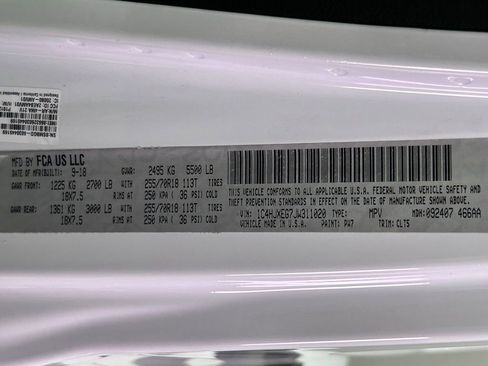 MFD BY FCA US LLC
DATE OF MFR(BUILT): 9-18 GVWR: 2495 KG 5500 LB
GAWR FRONT: 1225 KG 2700 LB WITH 255/70R18 113T TIRES
18X7.5 RIMS AT 250 KPA ( 36 PSI) COLD
GAWR REAR: 1361 KG 3000 LB WITH 255/70R18 113T TIRES
18X7.5 RIMS AT 250 KPA ( 36 PSI) COLD
THIS VEHICLE CONFORMS TO ALL APPLICABLE U.S.A. FEDERAL MOTOR VEHICLE SAFETY AND
THEFT PREVENTION STANDARDS IN EFFECT ON THE DATE OF MANUFACTURE SHOWN ABOVE.
VIN: 1C4HJXEG7JW311020 TYPE: MPV MDH: 092407 466AA
VEHICLE MADE IN U.S.A. PAINT: PW7 TRIM: CLT5